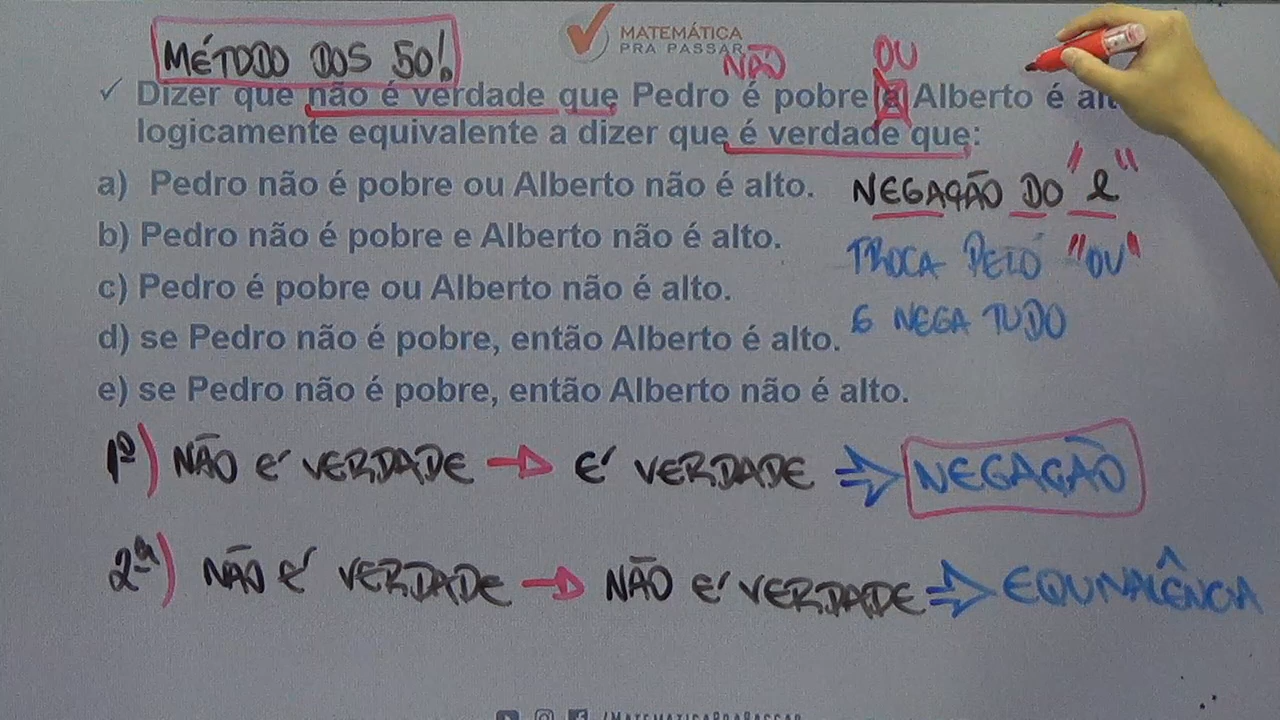 MÉTODO DOS 50!
MATEMÁTICA
PRA PASSAR
NÃO OU
✓ Dizer que não é verdade que Pedro é pobre e Alberto é alt
logicamente equivalente a dizer que é verdade que:
a) Pedro não é pobre ou Alberto não é alto.
NEGAÇÃO DO "e"
b) Pedro não é pobre e Alberto não é alto.
TROCA PELO "OU"
c) Pedro é pobre ou Alberto não é alto.
E NEGA TUDO
d) se Pedro não é pobre, então Alberto é alto.
e) se Pedro não é pobre, então Alberto não é alto.
1º) NÃO É VERDADE → É VERDADE ⇒ NEGAÇÃO
2ª) NÃO É VERDADE → NÃO É VERDADE ⇒ EQUIVALÊNCIA
/MATEMATICAPRAPASSAR